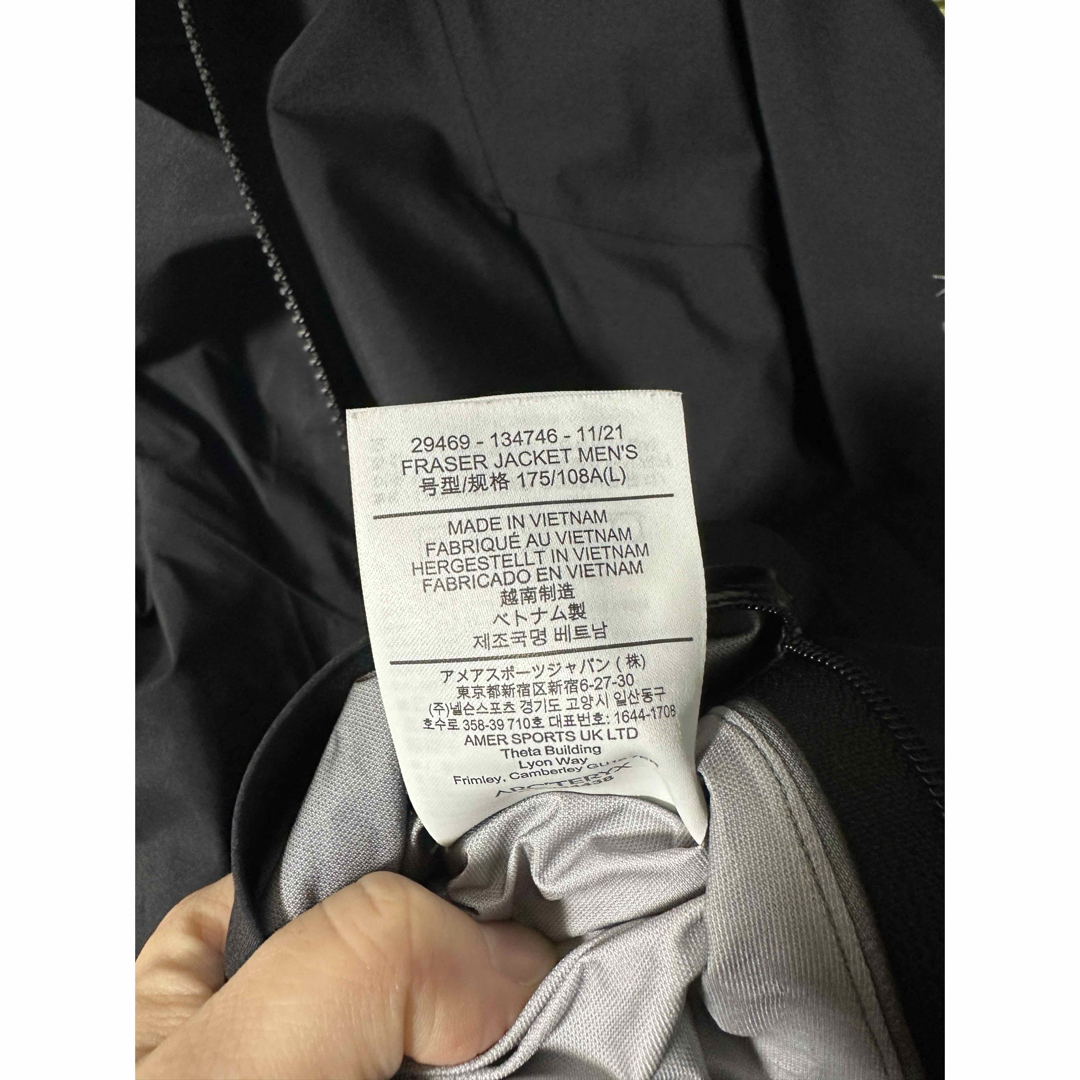 29469 - 134746 - 11/21
FRASER JACKET MEN'S
号型/规格 175/108A(L)
MADE IN VIETNAM
FABRIQUÉ AU VIETNAM
HERGESTELLT IN VIETNAM
FABRICADO EN VIETNAM
越南制造
ベトナム製
제조국명 베트남
アメアスポーツジャパン (株)
東京都新宿区新宿6-27-30
(주)넬슨스포츠 경기도 고양시 일산동구
호수로 358-39 710호 대표번호: 1644-1708
AMER SPORTS UK LTD
Theta Building
Lyon Way
Frimley, Camberley
ARC'TERYX